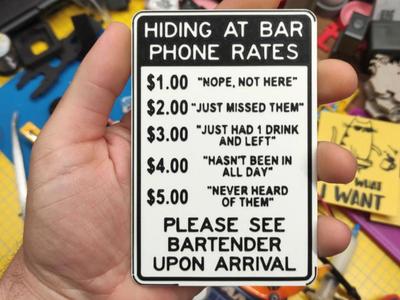 HIDING AT BAR
PHONE RATES
$1.00 "NOPE, NOT HERE"
$2.00 "JUST MISSED THEM"
$3.00 "JUST HAD 1 DRINK
AND LEFT"
$4.00 "HASN'T BEEN IN
ALL DAY"
$5.00 "NEVER HEARD
OF THEM"
PLEASE SEE
BARTENDER
UPON ARRIVAL
WHAT
I WANT